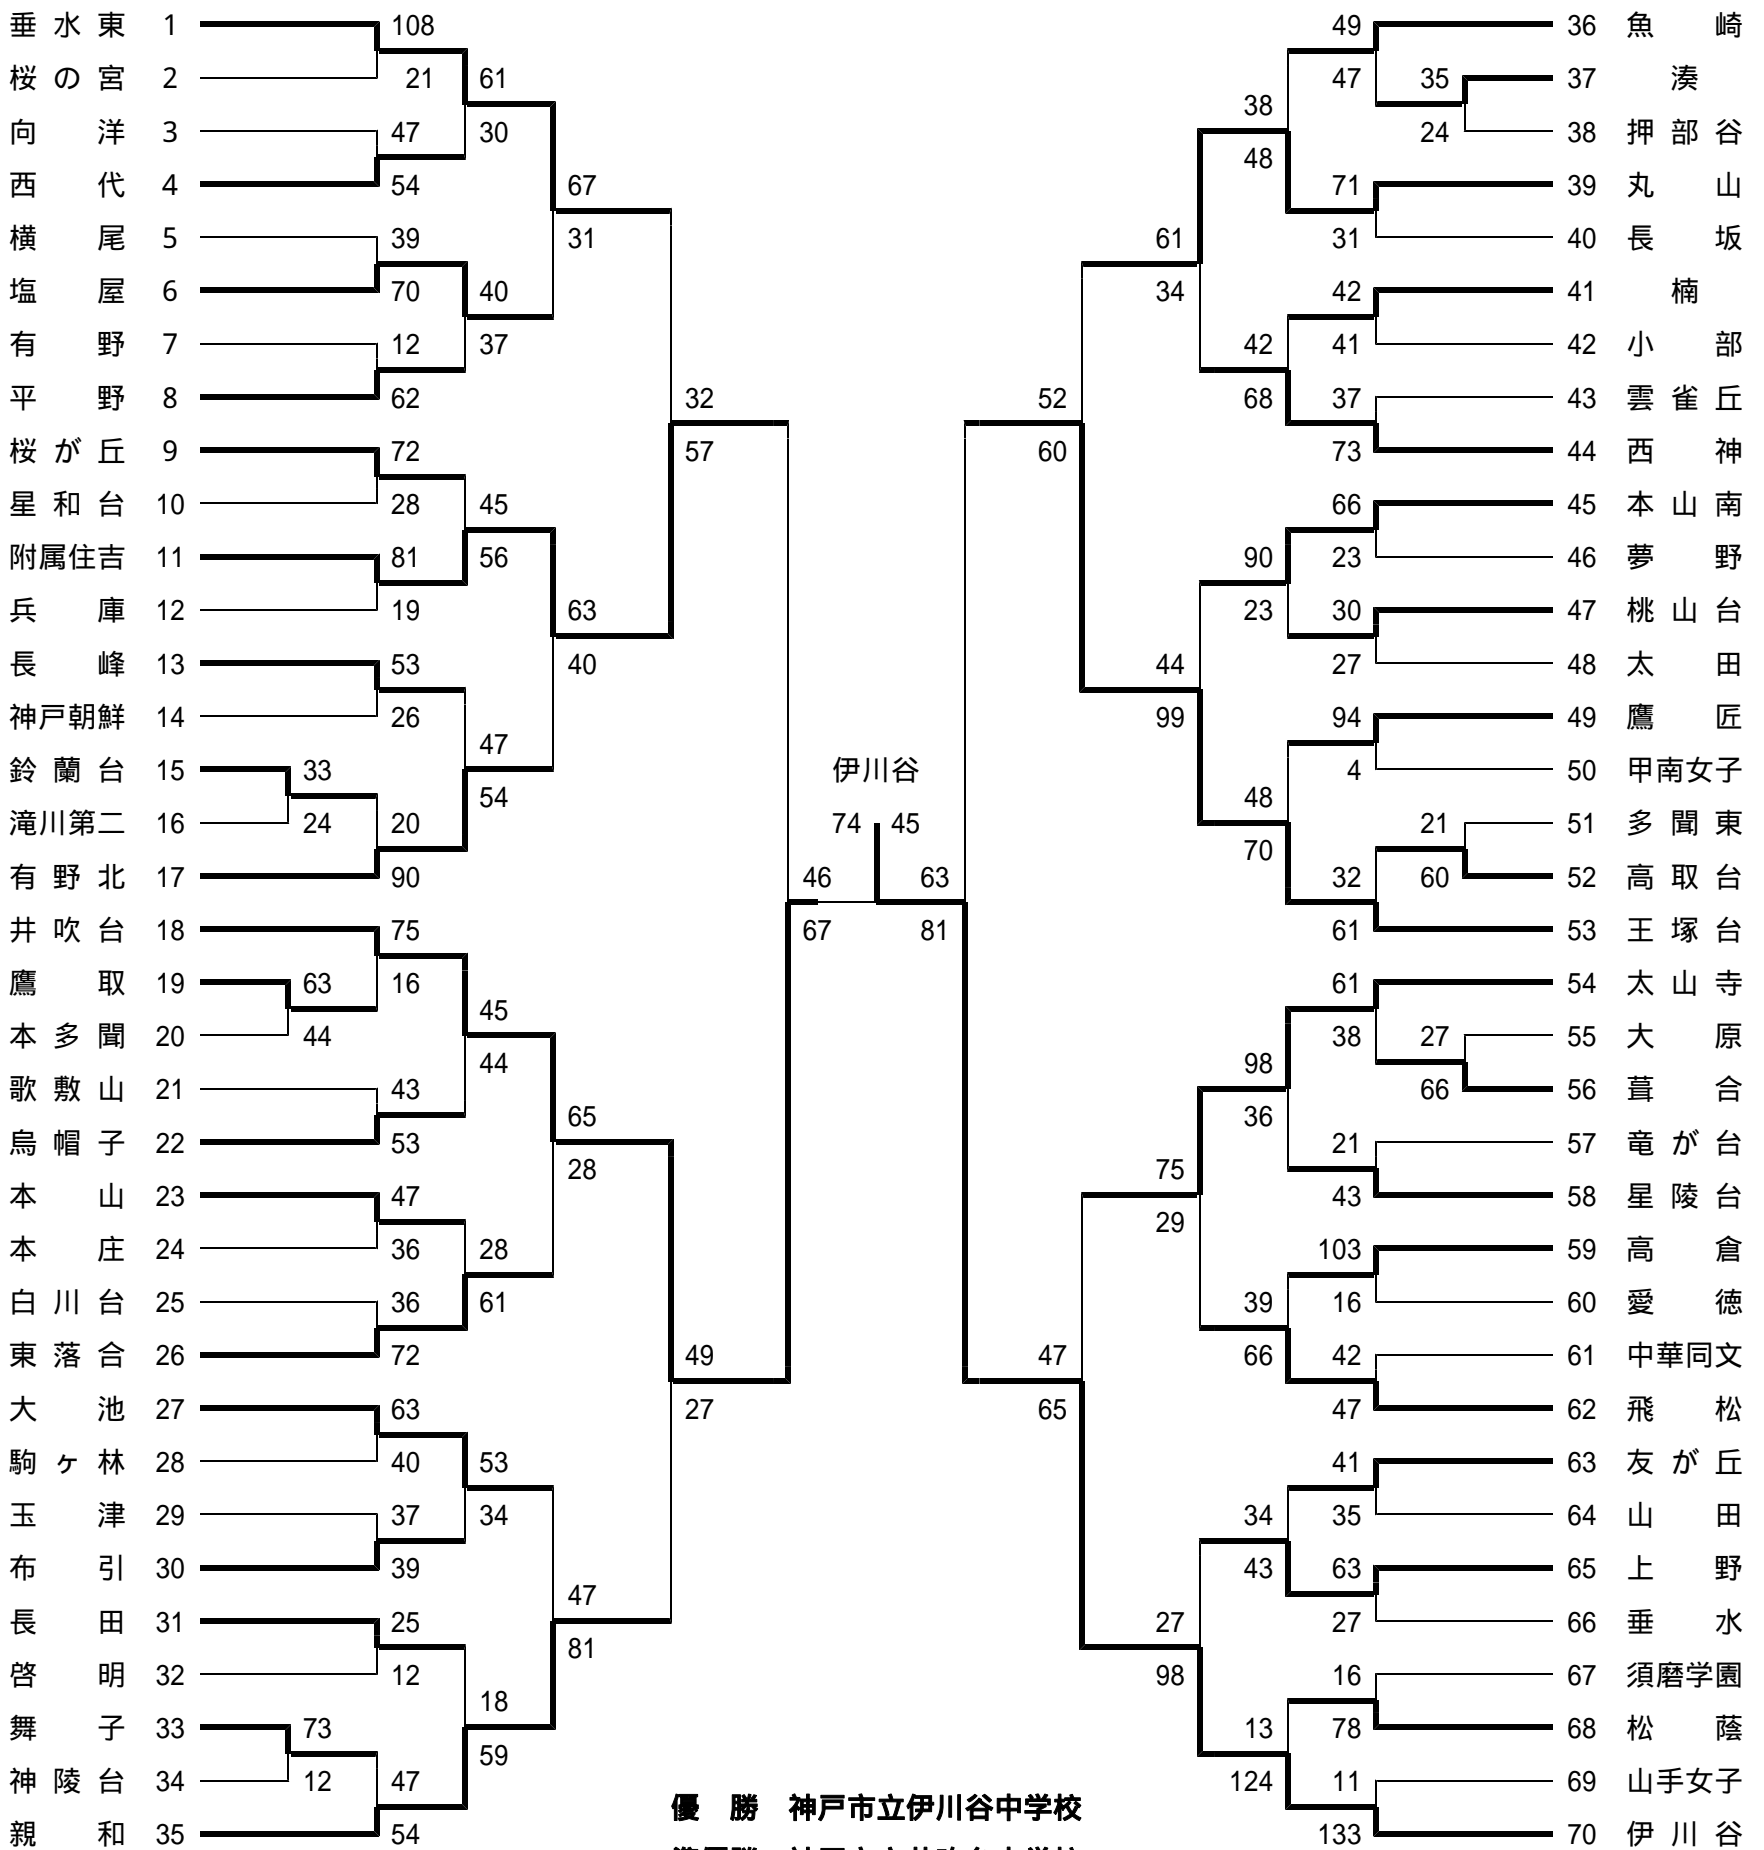 垂水東 1 108
桜の宮 2 21 61
向洋 3 47 30
西代 4 54 67
横尾 5 39 31
塩屋 6 70 40
有野 7 12 37
平野 8 62 32
桜が丘 9 72 57
星和台 10 28 45
附属住吉 11 81 56
兵庫 12 19 63
長峰 13 53 40
神戸朝鮮 14 26 47
鈴蘭台 15 33 54
滝川第二 16 24 20
有野北 17 90 46
井吹台 18 75 67
鷹取 19 63 16 45
本多聞 20 44 44
歌敷山 21 43 65
烏帽子 22 53 28
本山 23 47
本庄 24 36 28
白川台 25 36 61
東落合 26 72 49
大池 27 63 27
駒ヶ林 28 40 53
玉津 29 37 34
布引 30 39 47
長田 31 25 81
啓明 32 12 18
舞子 33 73 59
神陵台 34 12 47
親和 35 54
伊川谷
74 45
49 36 魚崎
38 47 35 37 湊
48 24 38 押部谷
71 39 丸山
61 31 40 長坂
34 42 41 楠
42 41 42 小部
52 68 37 43 雲雀丘
60 73 44 西神
66 45 本山南
90 23 46 夢野
23 30 47 桃山台
44 27 48 太田
99 94 49 鷹匠
48 4 50 甲南女子
70 21 51 多聞東
63 32 60 52 高取台
81 61 53 王塚台
61 54 太山寺
98 38 27 55 大原
36 66 56 葺合
75 21 57 竜が台
29 43 58 星陵台
103 59 高倉
39 16 60 愛徳
47 66 42 61 中華同文
65 47 62 飛松
41 63 友が丘
34 35 64 山田
43 63 65 上野
27 27 66 垂水
98 16 67 須磨学園
13 78 68 松蔭
124 11 69 山手女子
133 70 伊川谷
優 勝 神戸市立伊川谷中学校